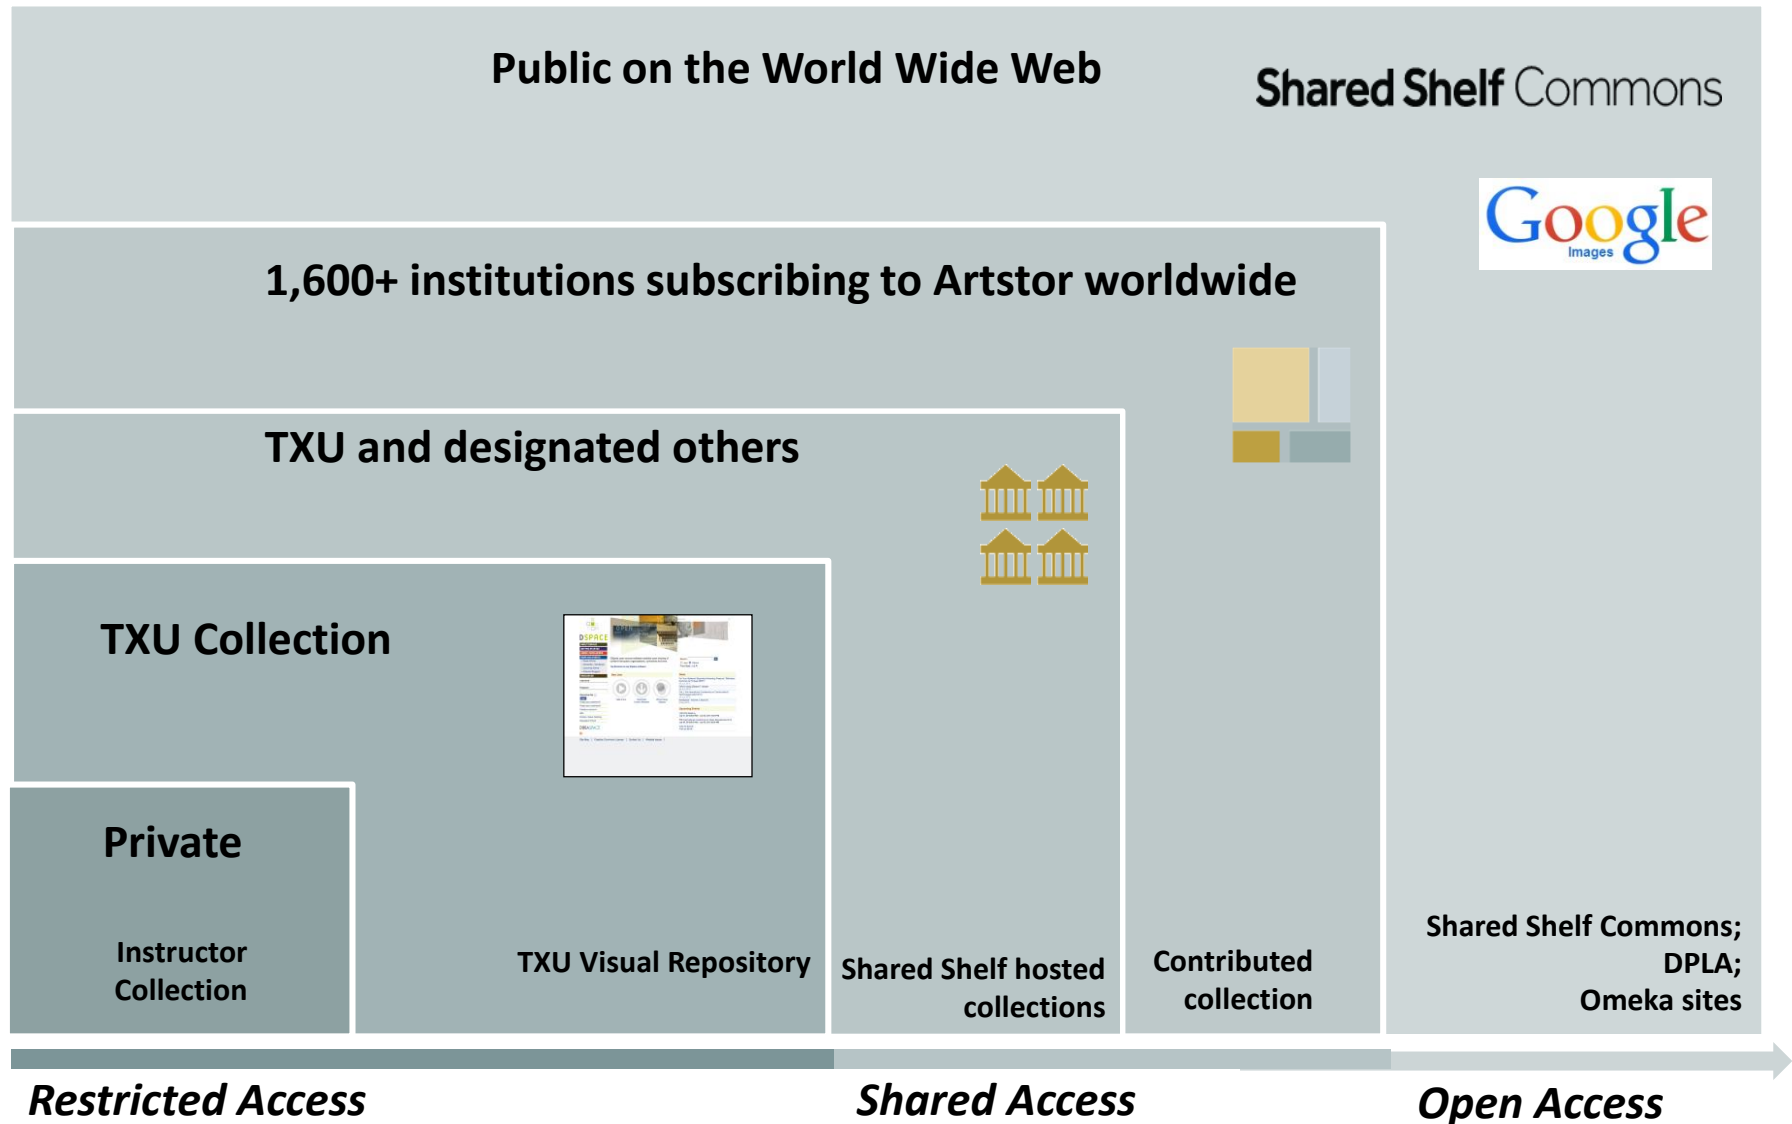 Public on the World Wide Web
Shared Shelf Commons
Google
Images
1,600+ institutions subscribing to Artstor worldwide
TXU and designated others
TXU Collection
DSPACE
Private
Instructor
Collection
TXU Visual Repository
Shared Shelf hosted
collections
Contributed
collection
Shared Shelf Commons;
DPLA;
Omeka sites
Restricted Access
Shared Access
Open Access